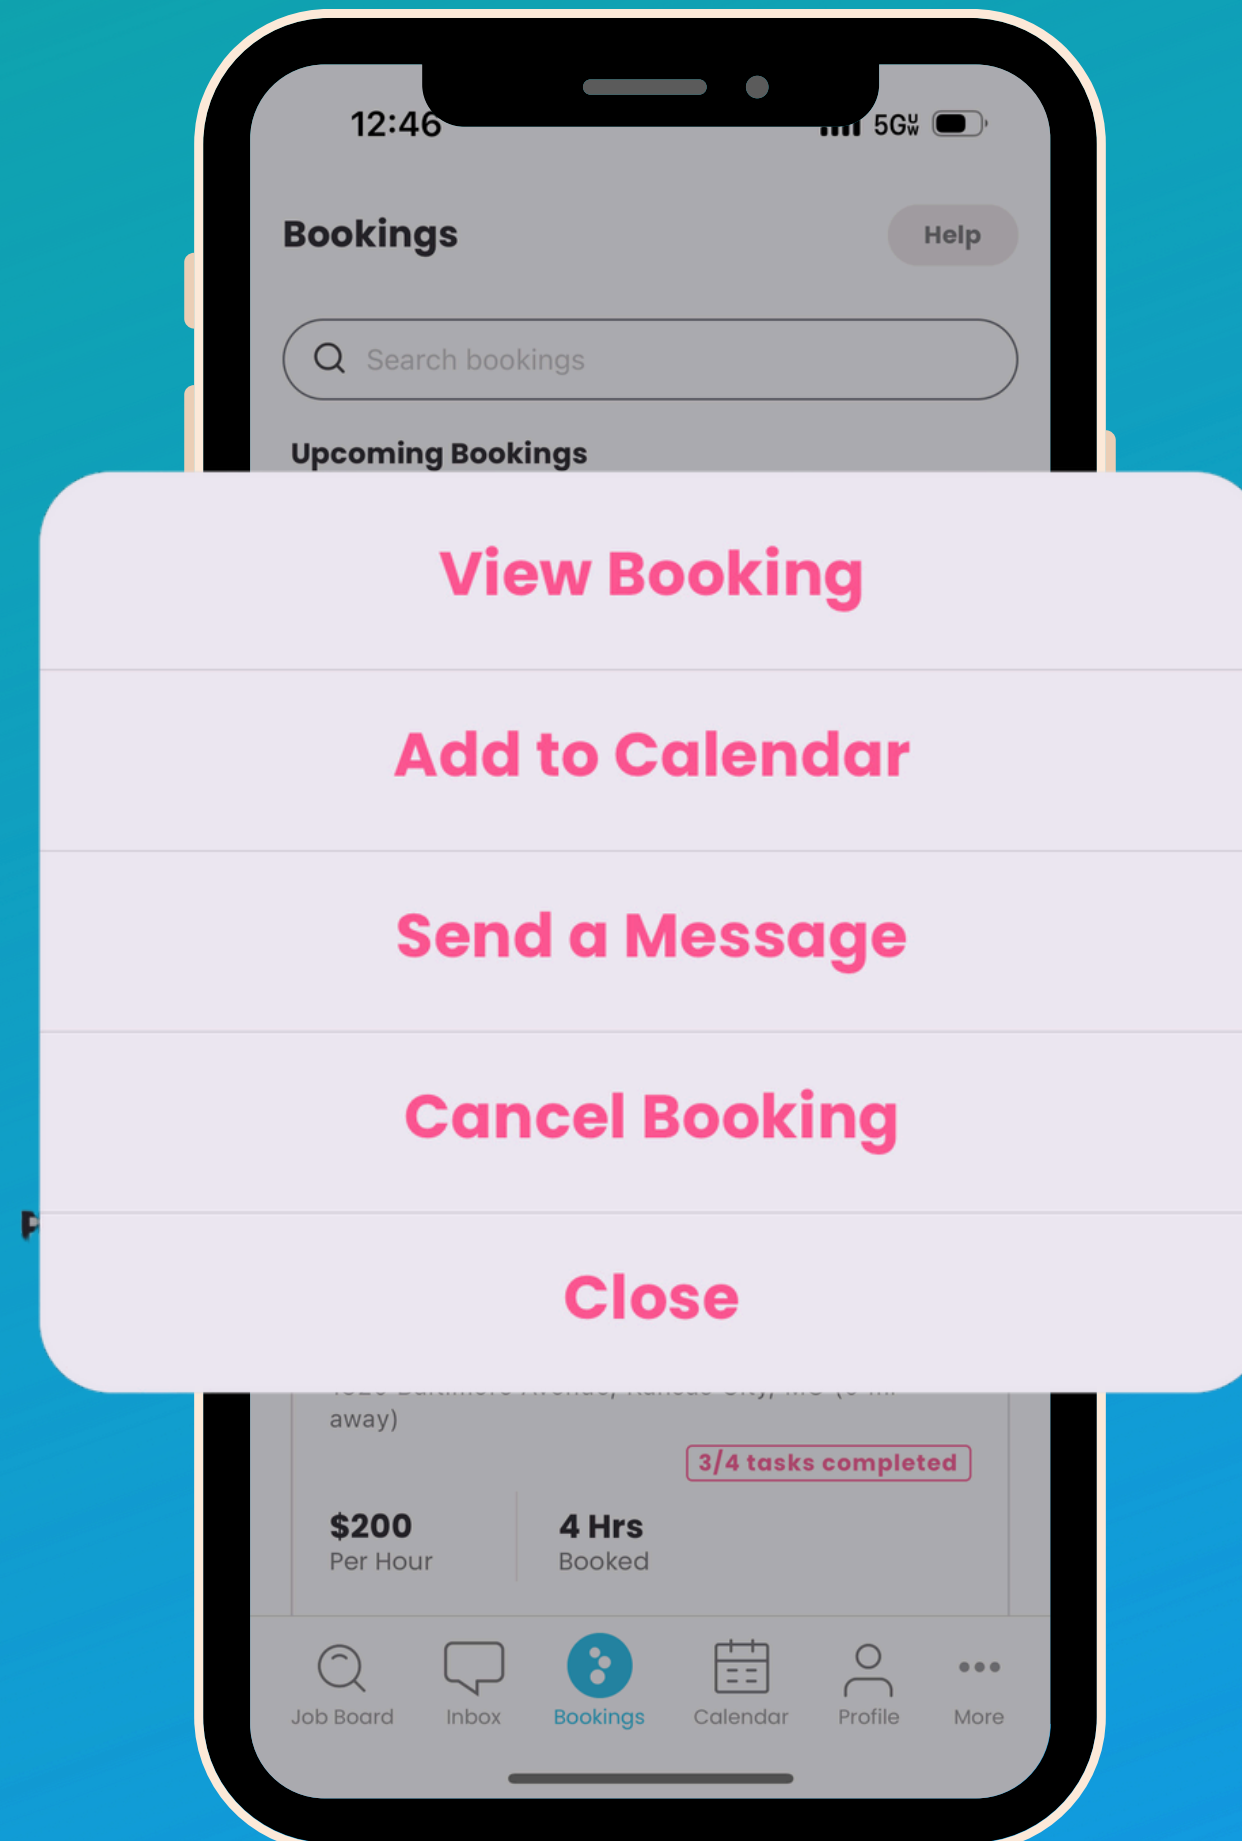 12:46
5G UW
Bookings
Help
Search bookings
Upcoming Bookings
View Booking
Add to Calendar
Send a Message
Cancel Booking
Close
away)
3/4 tasks completed
$200
4 Hrs
Per Hour
Booked
Job Board
Inbox
Bookings
Calendar
Profile
More